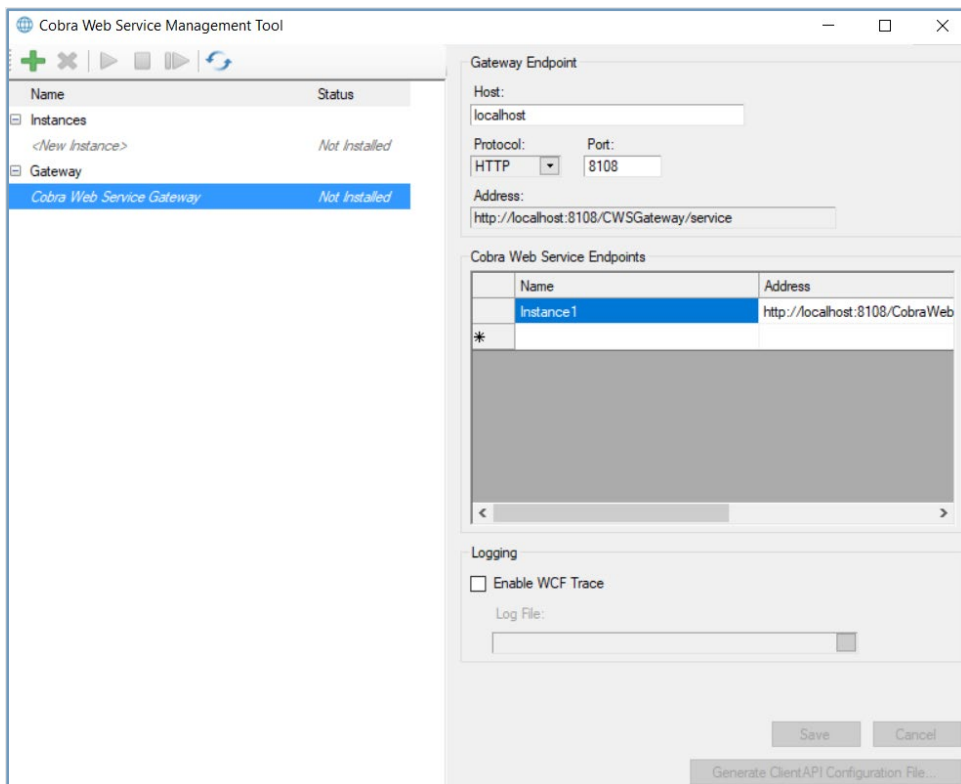 Cobra Web Service Management Tool
Name Status
Instances
<New Instance> Not Installed
Gateway
Cobra Web Service Gateway Not Installed
Gateway Endpoint
Host:
localhost
Protocol: Port:
HTTP 8108
Address:
http://localhost:8108/CWSGateway/service
Cobra Web Service Endpoints
Name Address
Instance1 http://localhost:8108/CobraWeb
Logging
Enable WCF Trace
Log File:
Save Cancel
Generate ClientAPI Configuration File...